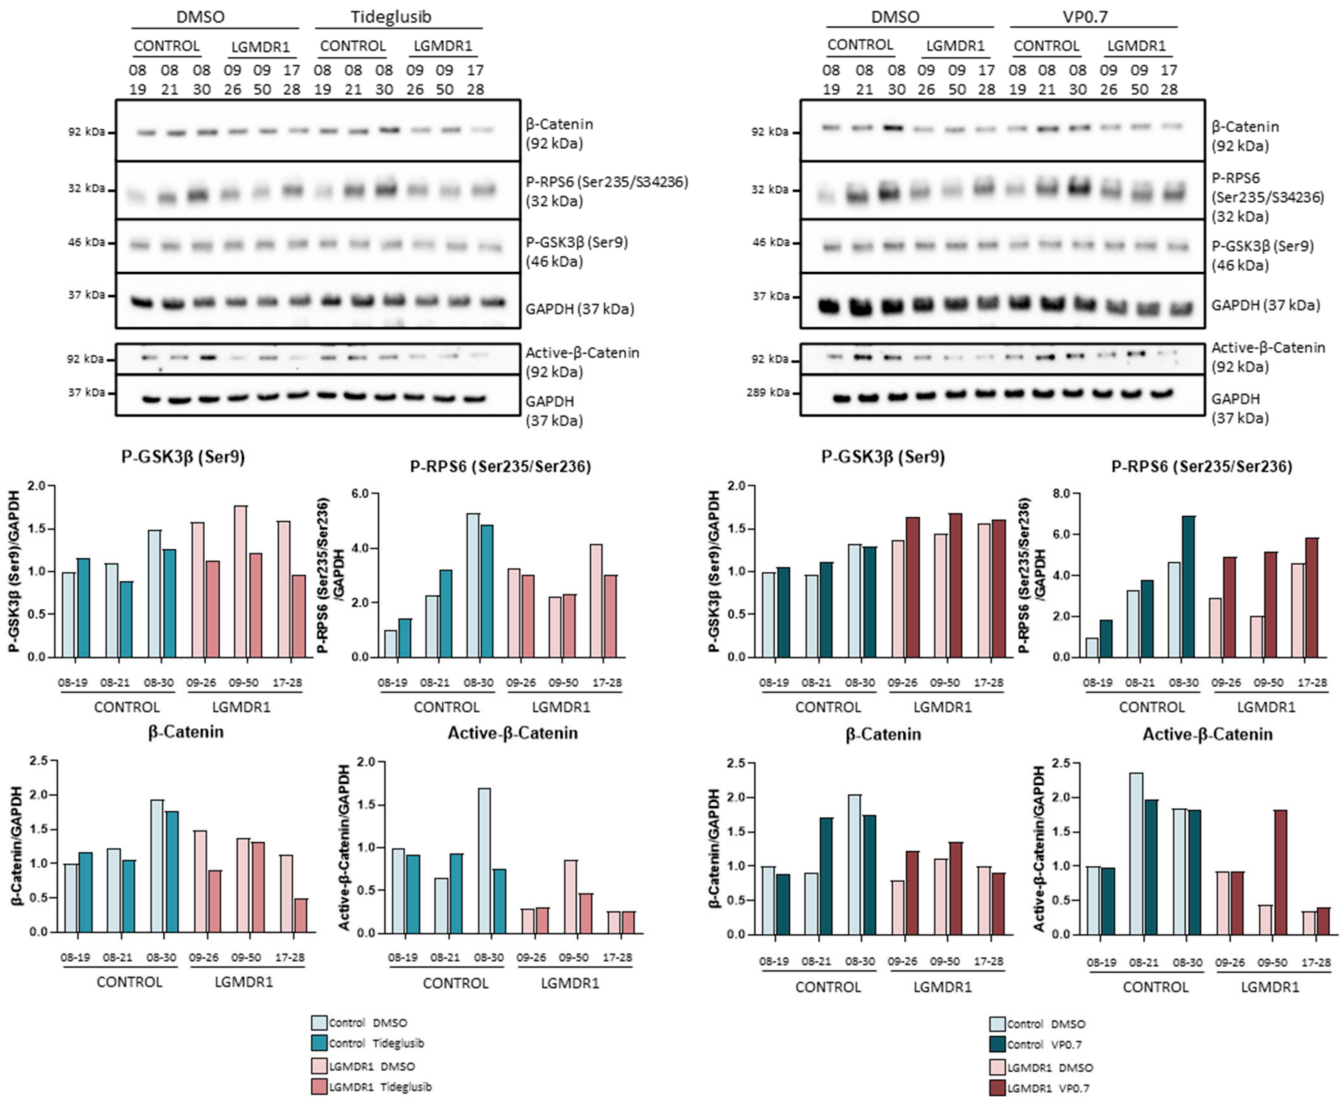 DMSO Tideglusib
CONTROL LGMDR1 CONTROL LGMDR1
08 08 08 09 09 17 08 08 08 09 09 17
19 21 30 26 50 28 19 21 30 26 50 28
92 kDa β-Catenin
(92 kDa)
32 kDa P-RPS6 (Ser235/S34236)
(32 kDa)
46 kDa P-GSK3β (Ser9)
(46 kDa)
37 kDa GAPDH (37 kDa)
92 kDa Active-β-Catenin
(92 kDa)
37 kDa GAPDH
(37 kDa)
DMSO VP0.7
CONTROL LGMDR1 CONTROL LGMDR1
08 08 08 09 09 17 08 08 08 09 09 17
19 21 30 26 50 28 19 21 30 26 50 28
92 kDa β-Catenin
(92 kDa)
32 kDa P-RPS6
(Ser235/S34236)
(32 kDa)
46 kDa P-GSK3β (Ser9)
(46 kDa)
37 kDa GAPDH (37 kDa)
92 kDa Active-β-Catenin
(92 kDa)
289 kDa GAPDH
(37 kDa)
P-GSK3β (Ser9)
P-GSK3β (Ser9)/GAPDH
2.0
1.5
1.0
0.5
0.0
08-19 08-21 08-30 09-26 09-50 17-28
CONTROL LGMDR1
P-RPS6 (Ser235/Ser236)
P-RPS6 (Ser235/Ser236)
/GAPDH
6.0
4.0
2.0
0.0
08-19 08-21 08-30 09-26 09-50 17-28
CONTROL LGMDR1
P-GSK3β (Ser9)
P-GSK3β (Ser9)/GAPDH
2.0
1.5
1.0
0.5
0.0
08-19 08-21 08-30 09-26 09-50 17-28
CONTROL LGMDR1
P-RPS6 (Ser235/Ser236)
P-RPS6 (Ser235/Ser236)
/GAPDH
8.0
6.0
4.0
2.0
0.0
08-19 08-21 08-30 09-26 09-50 17-28
CONTROL LGMDR1
β-Catenin
β-Catenin/GAPDH
2.5
2.0
1.5
1.0
0.5
0.0
08-19 08-21 08-30 09-26 09-50 17-28
CONTROL LGMDR1
Active-β-Catenin
Active-β-Catenin/GAPDH
2.0
1.5
1.0
0.5
0.0
08-19 08-21 08-30 09-26 09-50 17-28
CONTROL LGMDR1
β-Catenin
β-Catenin/GAPDH
2.5
2.0
1.5
1.0
0.5
0.0
08-19 08-21 08-30 09-26 09-50 17-28
CONTROL LGMDR1
Active-β-Catenin
Active-β-Catenin/GAPDH
2.5
2.0
1.5
1.0
0.5
0.0
08-19 08-21 08-30 09-26 09-50 17-28
CONTROL LGMDR1
Control DMSO
Control Tideglusib
LGMDR1 DMSO
LGMDR1 Tideglusib
Control DMSO
Control VP0.7
LGMDR1 DMSO
LGMDR1 VP0.7